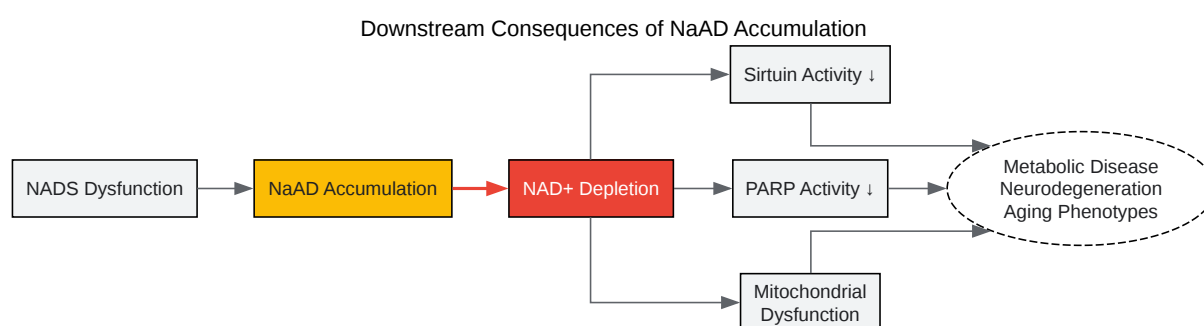 Downstream Consequences of NaAD Accumulation
NADS Dysfunction
NaAD Accumulation
NAD+ Depletion
Sirtuin Activity ↓
PARP Activity ↓
Mitochondrial
Dysfunction
Metabolic Disease
Neurodegeneration
Aging Phenotypes